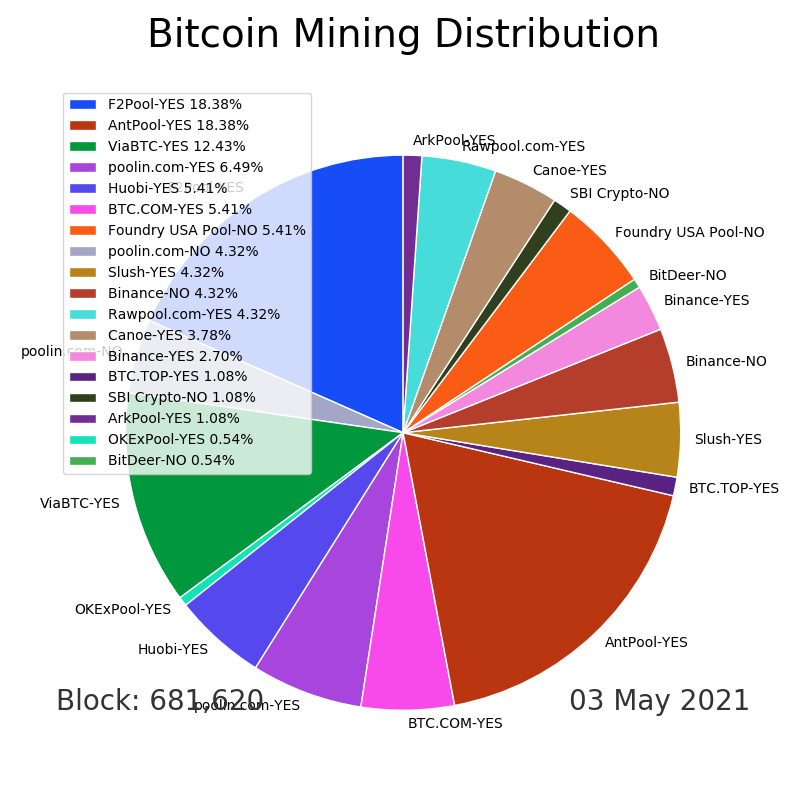 Bitcoin Mining Distribution
F2Pool-YES 18.38%
AntPool-YES 18.38%
ViaBTC-YES 12.43%
poolin.com-YES 6.49%
Huobi-YES 5.41%
BTC.COM-YES 5.41%
Foundry USA Pool-NO 5.41%
poolin.com-NO 4.32%
Slush-YES 4.32%
Binance-NO 4.32%
Rawpool.com-YES 4.32%
Canoe-YES 3.78%
Binance-YES 2.70%
BTC.TOP-YES 1.08%
SBI Crypto-NO 1.08%
ArkPool-YES 1.08%
OKExPool-YES 0.54%
BitDeer-NO 0.54%
ArkPool-YES
Rawpool.com-YES
Canoe-YES
SBI Crypto-NO
Foundry USA Pool-NO
BitDeer-NO
Binance-YES
Binance-NO
Slush-YES
BTC.TOP-YES
AntPool-YES
BTC.COM-YES
poolin.com-YES
Huobi-YES
OKExPool-YES
ViaBTC-YES
poolin.com-NO
F2Pool-YES
Block: 681,620
03 May 2021